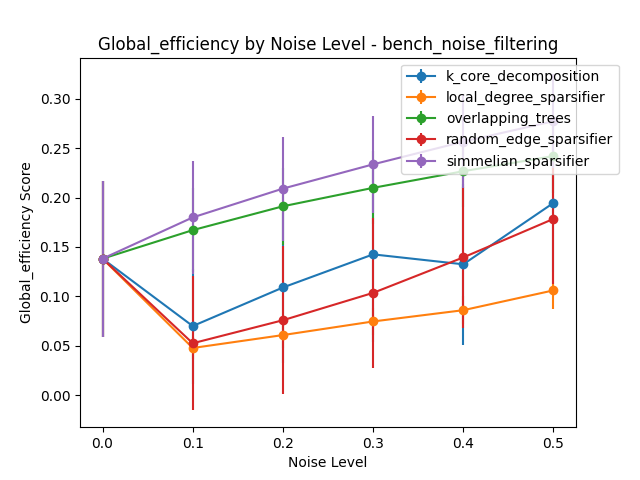 Global_efficiency by Noise Level - bench_noise_filtering
k_core_decomposition
local_degree_sparsifier
overlapping_trees
random_edge_sparsifier
simmelian_sparsifier
Global_efficiency Score
0.30
0.25
0.20
0.15
0.10
0.05
0.00
0.0 0.1 0.2 0.3 0.4 0.5
Noise Level